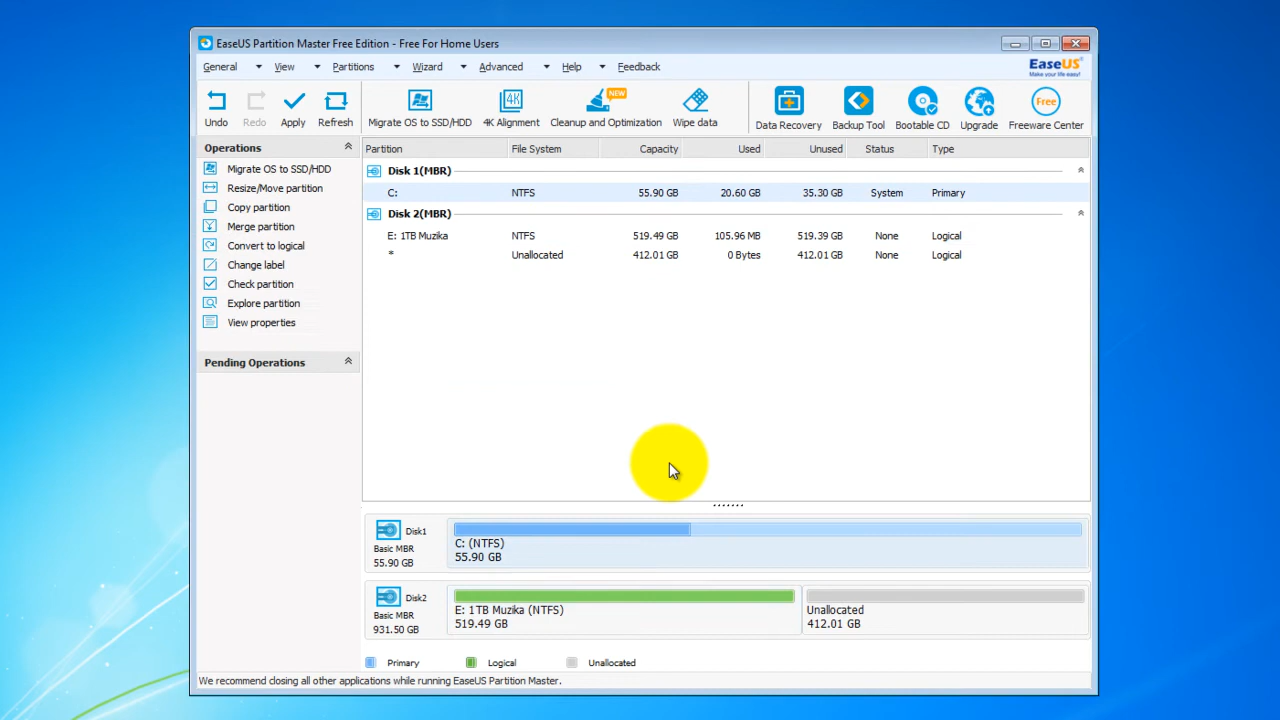 EaseUS Partition Master Free Edition - Free For Home Users
General View Partitions Wizard Advanced Help Feedback
EaseUS
Make your life easy!
Undo Redo Apply Refresh Migrate OS to SSD/HDD 4K 4K Alignment NEW Cleanup and Optimization Wipe data Data Recovery Backup Tool Bootable CD Upgrade Free Freeware Center
Operations
Migrate OS to SSD/HDD
Resize/Move partition
Copy partition
Merge partition
Convert to logical
Change label
Check partition
Explore partition
View properties
Pending Operations
Partition File System Capacity Used Unused Status Type
Disk 1(MBR)
C: NTFS 55.90 GB 20.60 GB 35.30 GB System Primary
Disk 2(MBR)
E: 1TB Muzika NTFS 519.49 GB 105.96 MB 519.39 GB None Logical
* Unallocated 412.01 GB 0 Bytes 412.01 GB None Logical
Disk1
Basic MBR
55.90 GB
C: (NTFS)
55.90 GB
Disk2
Basic MBR
931.50 GB
E: 1TB Muzika (NTFS)
519.49 GB
Unallocated
412.01 GB
Primary Logical Unallocated
We recommend closing all other applications while running EaseUS Partition Master.